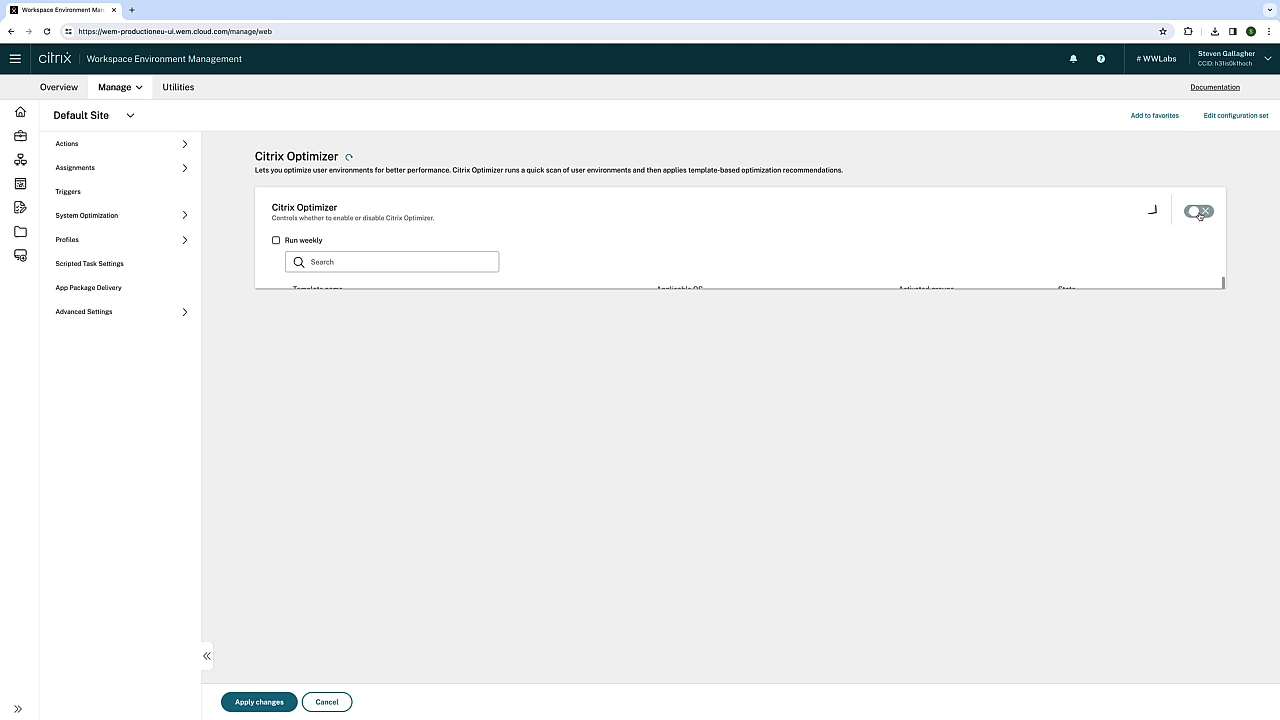 Workspace Environment Man
https://wem-productioneu-ui.wem.cloud.com/manage/web
S
citrix
Workspace Environment Management
# WWLabs
Steven Gallagher
Overview
Manage
Utilities
Documentation
Default Site
Add to favorites
Edit configuration set
Actions
Assignments
Triggers
System Optimization
Profiles
Scripted Task Settings
App Package Delivery
Advanced Settings
Citrix Optimizer
Lets you optimize user environments for better performance. Citrix Optimizer runs a quick scan of user environments and then applies template-based optimization recommendations.
Citrix Optimizer
Controls whether to enable or disable Citrix Optimizer.
Run weekly
Search
Template name
Applicable OS
Activated groups
State
Apply changes
Cancel